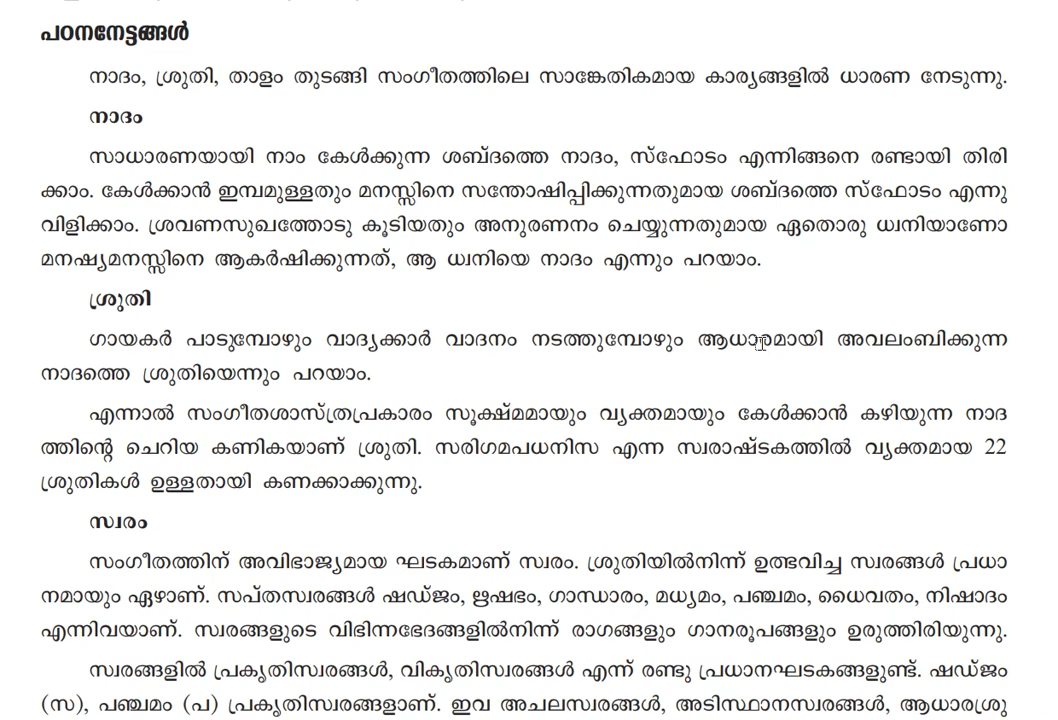 പഠനനേട്ടങ്ങൾ
നാദം, ശ്രുതി, താളം തുടങ്ങി സംഗീതത്തിലെ സാങ്കേതികമായ കാര്യങ്ങളിൽ ധാരണ നേടുന്നു.
നാദം
സാധാരണയായി നാം കേൾക്കുന്ന ശബ്ദത്തെ നാദം, സ്ഫോടം എന്നിങ്ങനെ രണ്ടായി തിരി
ക്കാം. കേൾക്കാൻ ഇമ്പമുള്ളതും മനസ്സിനെ സന്തോഷിപ്പിക്കുന്നതുമായ ശബ്ദത്തെ സ്ഫോടം എന്നു
വിളിക്കാം. ശ്രവണസുഖത്തോടു കൂടിയതും അനുരണനം ചെയ്യുന്നതുമായ ഏതൊരു ധ്വനിയാണോ
മനഷ്യമനസ്സിനെ ആകർഷിക്കുന്നത്, ആ ധ്വനിയെ നാദം എന്നും പറയാം.
ശ്രുതി
ഗായകർ പാടുമ്പോഴും വാദ്യക്കാർ വാദനം നടത്തുമ്പോഴും ആധാരമായി അവലംബിക്കുന്ന
നാദത്തെ ശ്രുതിയെന്നും പറയാം.
എന്നാൽ സംഗീതശാസ്ത്രപ്രകാരം സൂക്ഷ്മമായും വ്യക്തമായും കേൾക്കാൻ കഴിയുന്ന നാദ
ത്തിന്റെ ചെറിയ കണികയാണ് ശ്രുതി. സരിഗമപധനിസ എന്ന സ്വരാഷ്ടകത്തിൽ വ്യക്തമായ 22
ശ്രുതികൾ ഉള്ളതായി കണക്കാക്കുന്നു.
സ്വരം
സംഗീതത്തിന് അവിഭാജ്യമായ ഘടകമാണ് സ്വരം. ശ്രുതിയിൽനിന്ന് ഉത്ഭവിച്ച സ്വരങ്ങൾ പ്രധാ
നമായും ഏഴാണ്. സപ്തസ്വരങ്ങൾ ഷഡ്ജം, ഋഷഭം, ഗാന്ധാരം, മധ്യമം, പഞ്ചമം, ധൈവതം, നിഷാദം
എന്നിവയാണ്. സ്വരങ്ങളുടെ വിഭിന്നഭേദങ്ങളിൽനിന്ന് രാഗങ്ങളും ഗാനരൂപങ്ങളും ഉരുത്തിരിയുന്നു.
സ്വരങ്ങളിൽ പ്രകൃതിസ്വരങ്ങൾ, വികൃതിസ്വരങ്ങൾ എന്ന് രണ്ടു പ്രധാനഘടകങ്ങളുണ്ട്. ഷഡ്ജം
(സ), പഞ്ചമം (പ) പ്രകൃതിസ്വരങ്ങളാണ്. ഇവ അചലസ്വരങ്ങൾ, അടിസ്ഥാനസ്വരങ്ങൾ, ആധാരശ്രു